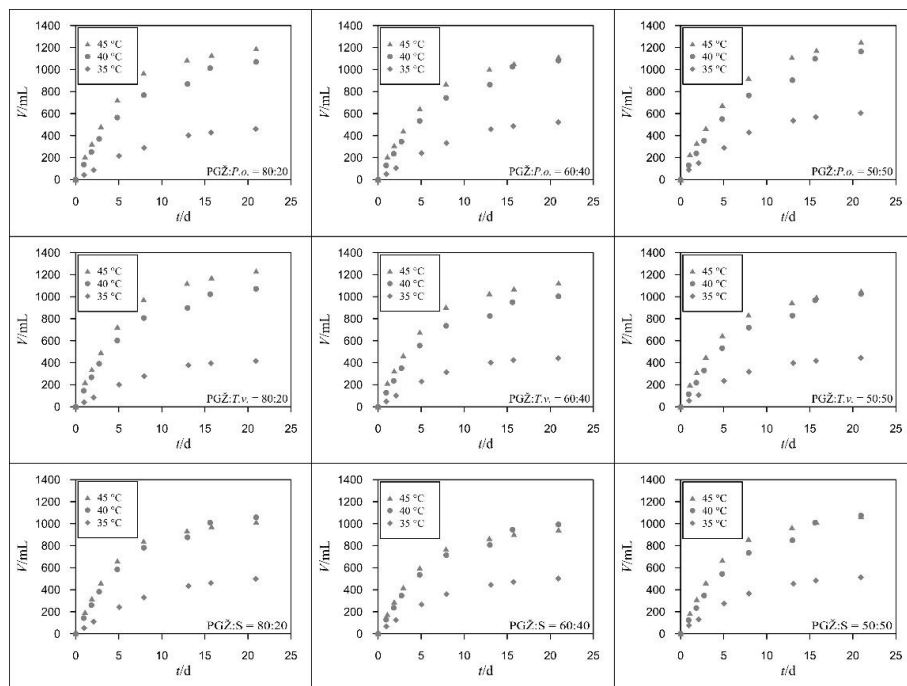 1400
1200
1000
800
600
400
200
0
V/mL
45 °C
40 °C
35 °C
PGŽ:P.o. = 80:20
0 5 10 15 20 25
t/d
1400
1200
1000
800
600
400
200
0
V/mL
45 °C
40 °C
35 °C
PGŽ:P.o. = 60:40
0 5 10 15 20 25
t/d
1400
1200
1000
800
600
400
200
0
V/mL
45 °C
40 °C
35 °C
PGŽ:P.o. = 50:50
0 5 10 15 20 25
t/d
1400
1200
1000
800
600
400
200
0
V/mL
45 °C
40 °C
35 °C
PGŽ:T.v. = 80:20
0 5 10 15 20 25
t/d
1400
1200
1000
800
600
400
200
0
V/mL
45 °C
40 °C
35 °C
PGŽ:T.v. = 60:40
0 5 10 15 20 25
t/d
1400
1200
1000
800
600
400
200
0
V/mL
45 °C
40 °C
35 °C
PGŽ:T.v. = 50:50
0 5 10 15 20 25
t/d
1400
1200
1000
800
600
400
200
0
V/mL
45 °C
40 °C
35 °C
PGŽ:S = 80:20
0 5 10 15 20 25
t/d
1400
1200
1000
800
600
400
200
0
V/mL
45 °C
40 °C
35 °C
PGŽ:S = 60:40
0 5 10 15 20 25
t/d
1400
1200
1000
800
600
400
200
0
V/mL
45 °C
40 °C
35 °C
PGŽ:S = 50:50
0 5 10 15 20 25
t/d